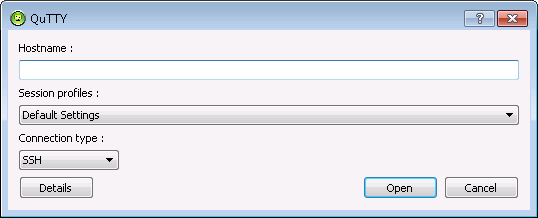 QuTTY
Hostname :
Session profiles :
Default Settings
Connection type :
SSH
Details
Open
Cancel